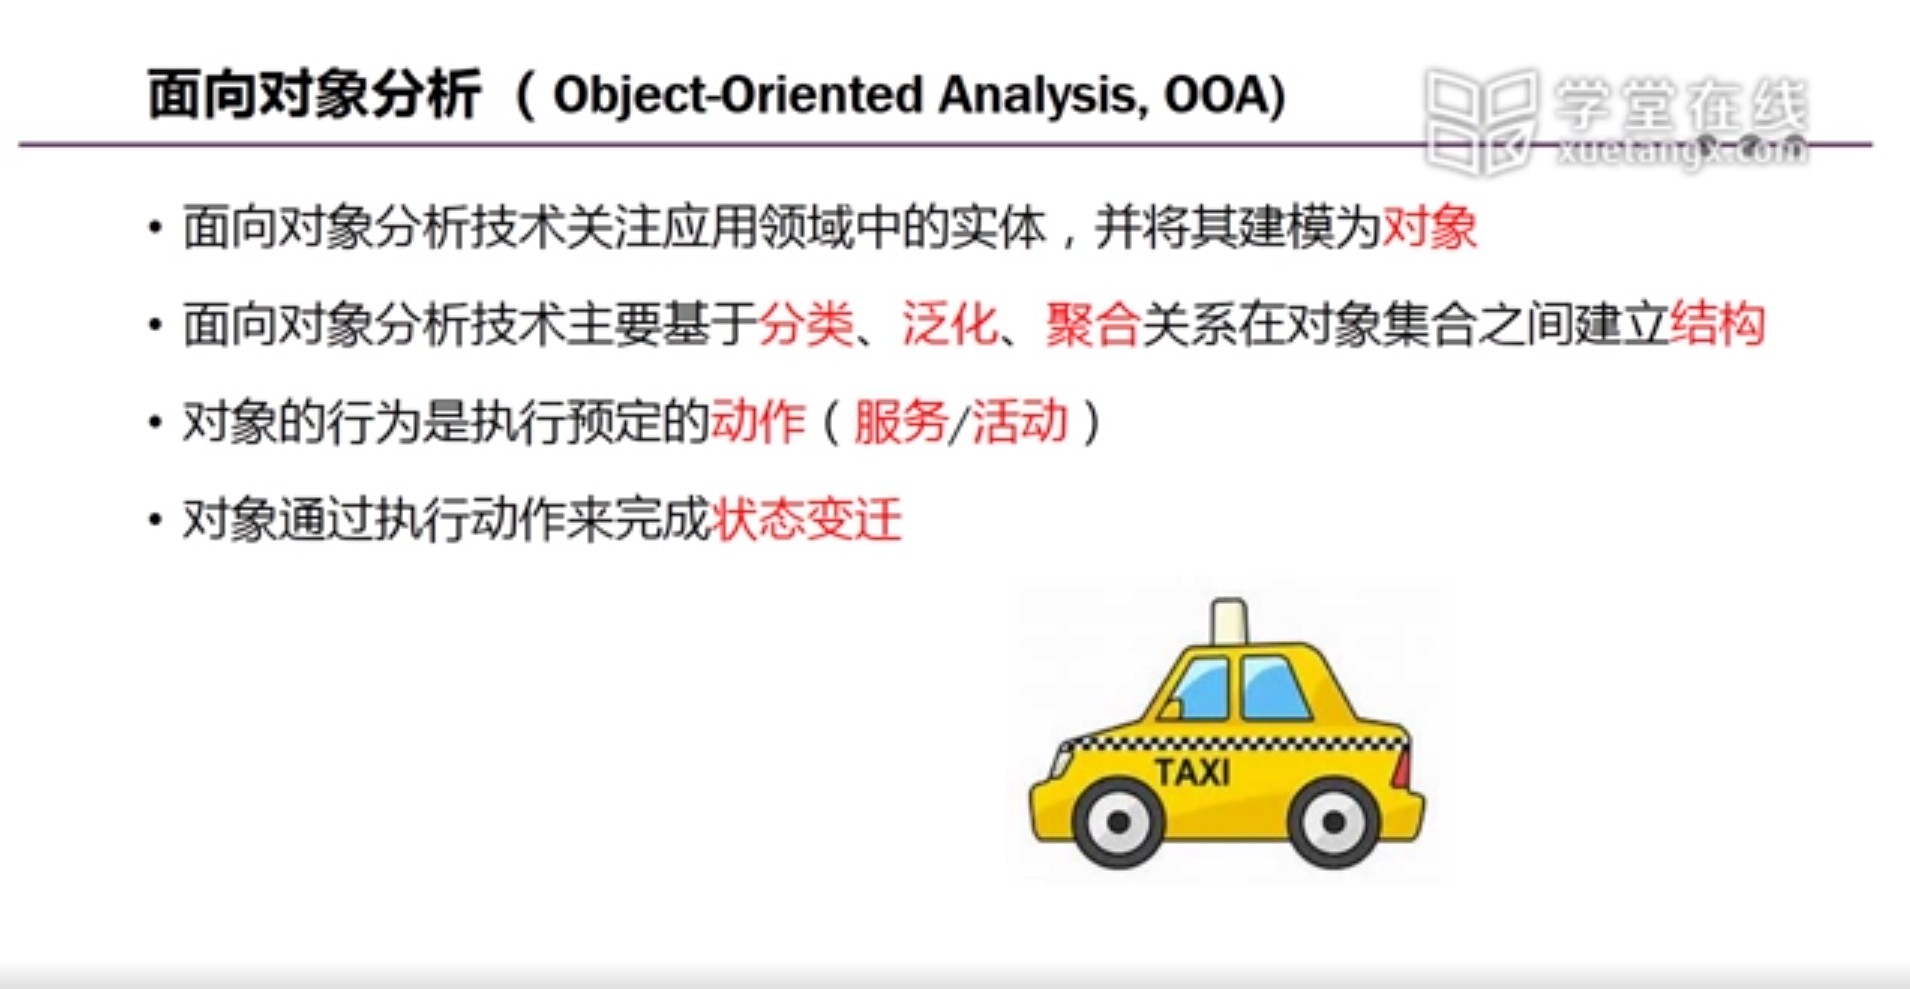 面向对象分析（Object-Oriented Analysis, OOA)
学堂在线
xuetangx.com
• 面向对象分析技术关注应用领域中的实体，并将其建模为对象
• 面向对象分析技术主要基于分类、泛化、聚合关系在对象集合之间建立结构
• 对象的行为是执行预定的动作（服务/活动）
• 对象通过执行动作来完成状态变迁
TAXI